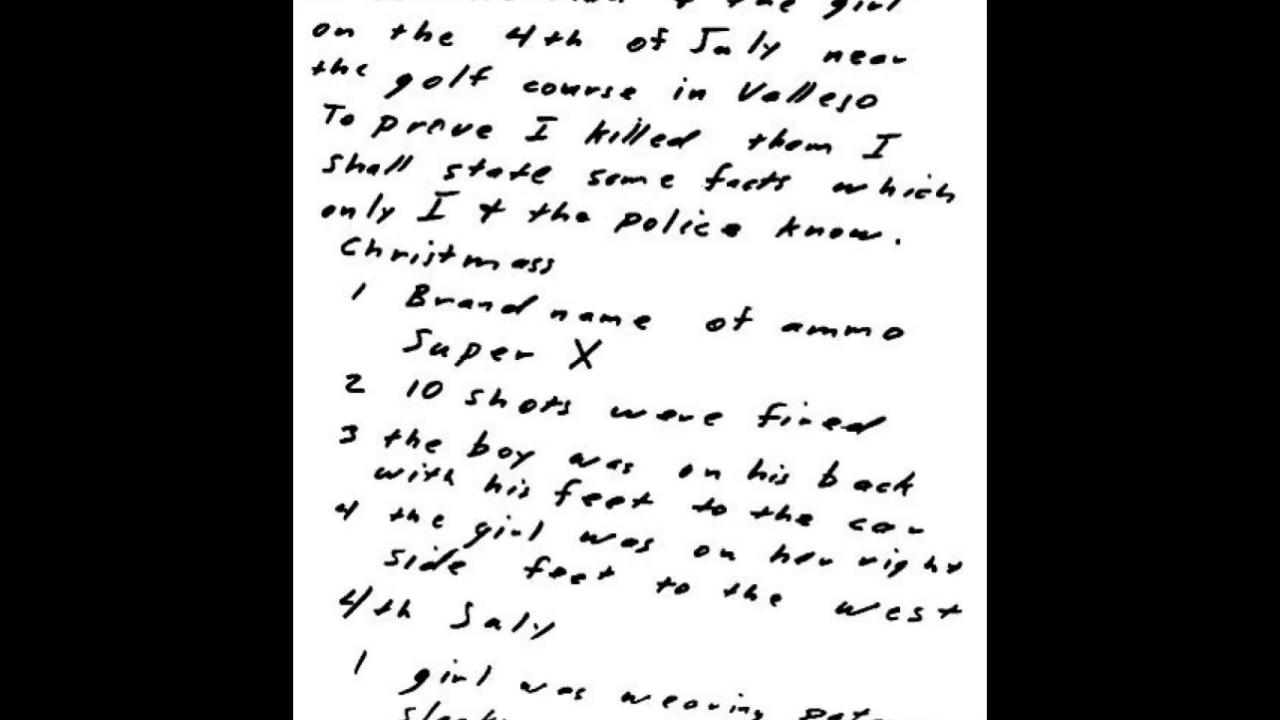 the girl
on the 4th of July near
the golf course in Vallejo
To prove I killed them I
shall state some facts which
only I + the police know.
Christmass
1 Brand name of ammo
Super X
2 10 shots were fired
3 the boy was on his back
with his feet to the car
4 the girl was on her right
side feet to the west
4th July
1 girl was wearing